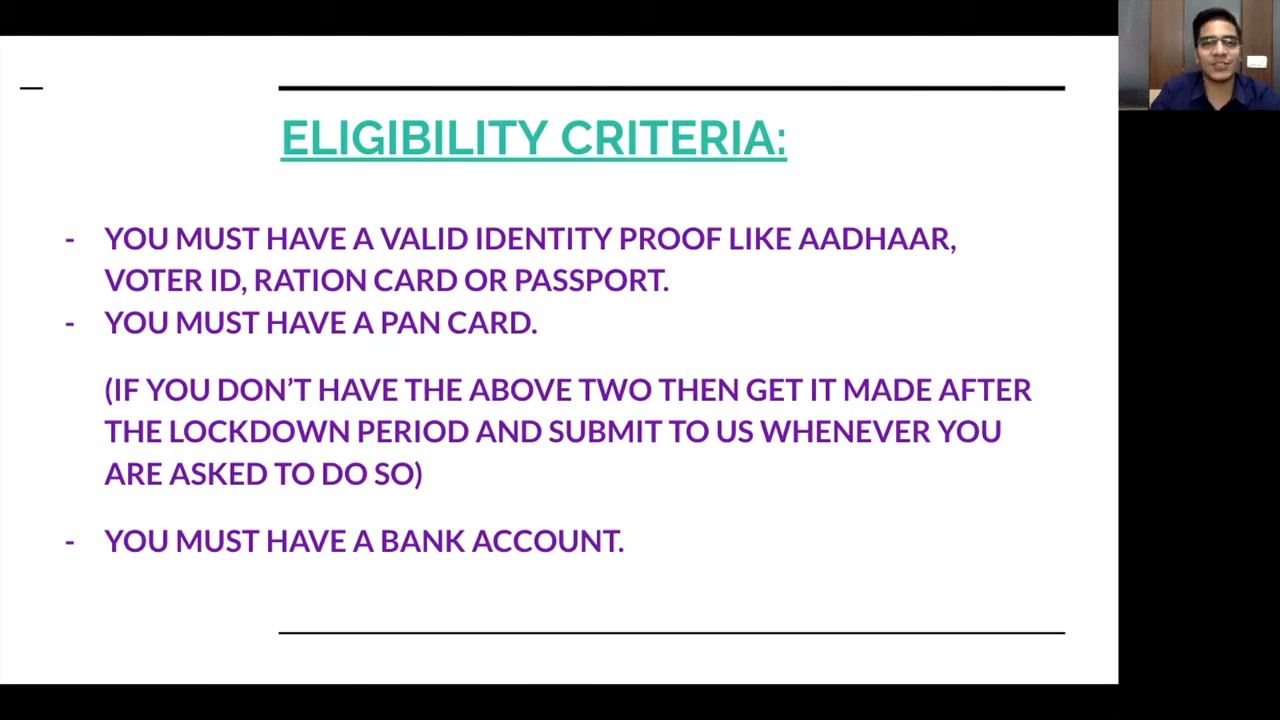 ELIGIBILITY CRITERIA:
- YOU MUST HAVE A VALID IDENTITY PROOF LIKE AADHAAR,
VOTER ID, RATION CARD OR PASSPORT.
- YOU MUST HAVE A PAN CARD.
(IF YOU DON’T HAVE THE ABOVE TWO THEN GET IT MADE AFTER
THE LOCKDOWN PERIOD AND SUBMIT TO US WHENEVER YOU
ARE ASKED TO DO SO)
- YOU MUST HAVE A BANK ACCOUNT.